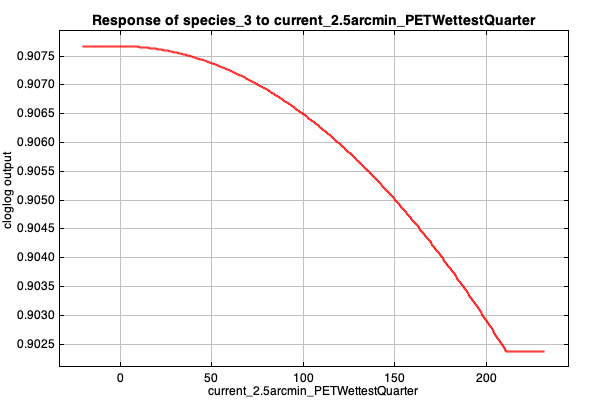 Response of species_3 to current_2.5arcmin_PETWettestQuarter
0.9075
0.9070
0.9065
0.9060
0.9055
0.9050
0.9045
0.9040
0.9035
0.9030
0.9025
cloglog output
0 50 100 150 200
current_2.5arcmin_PETWettestQuarter